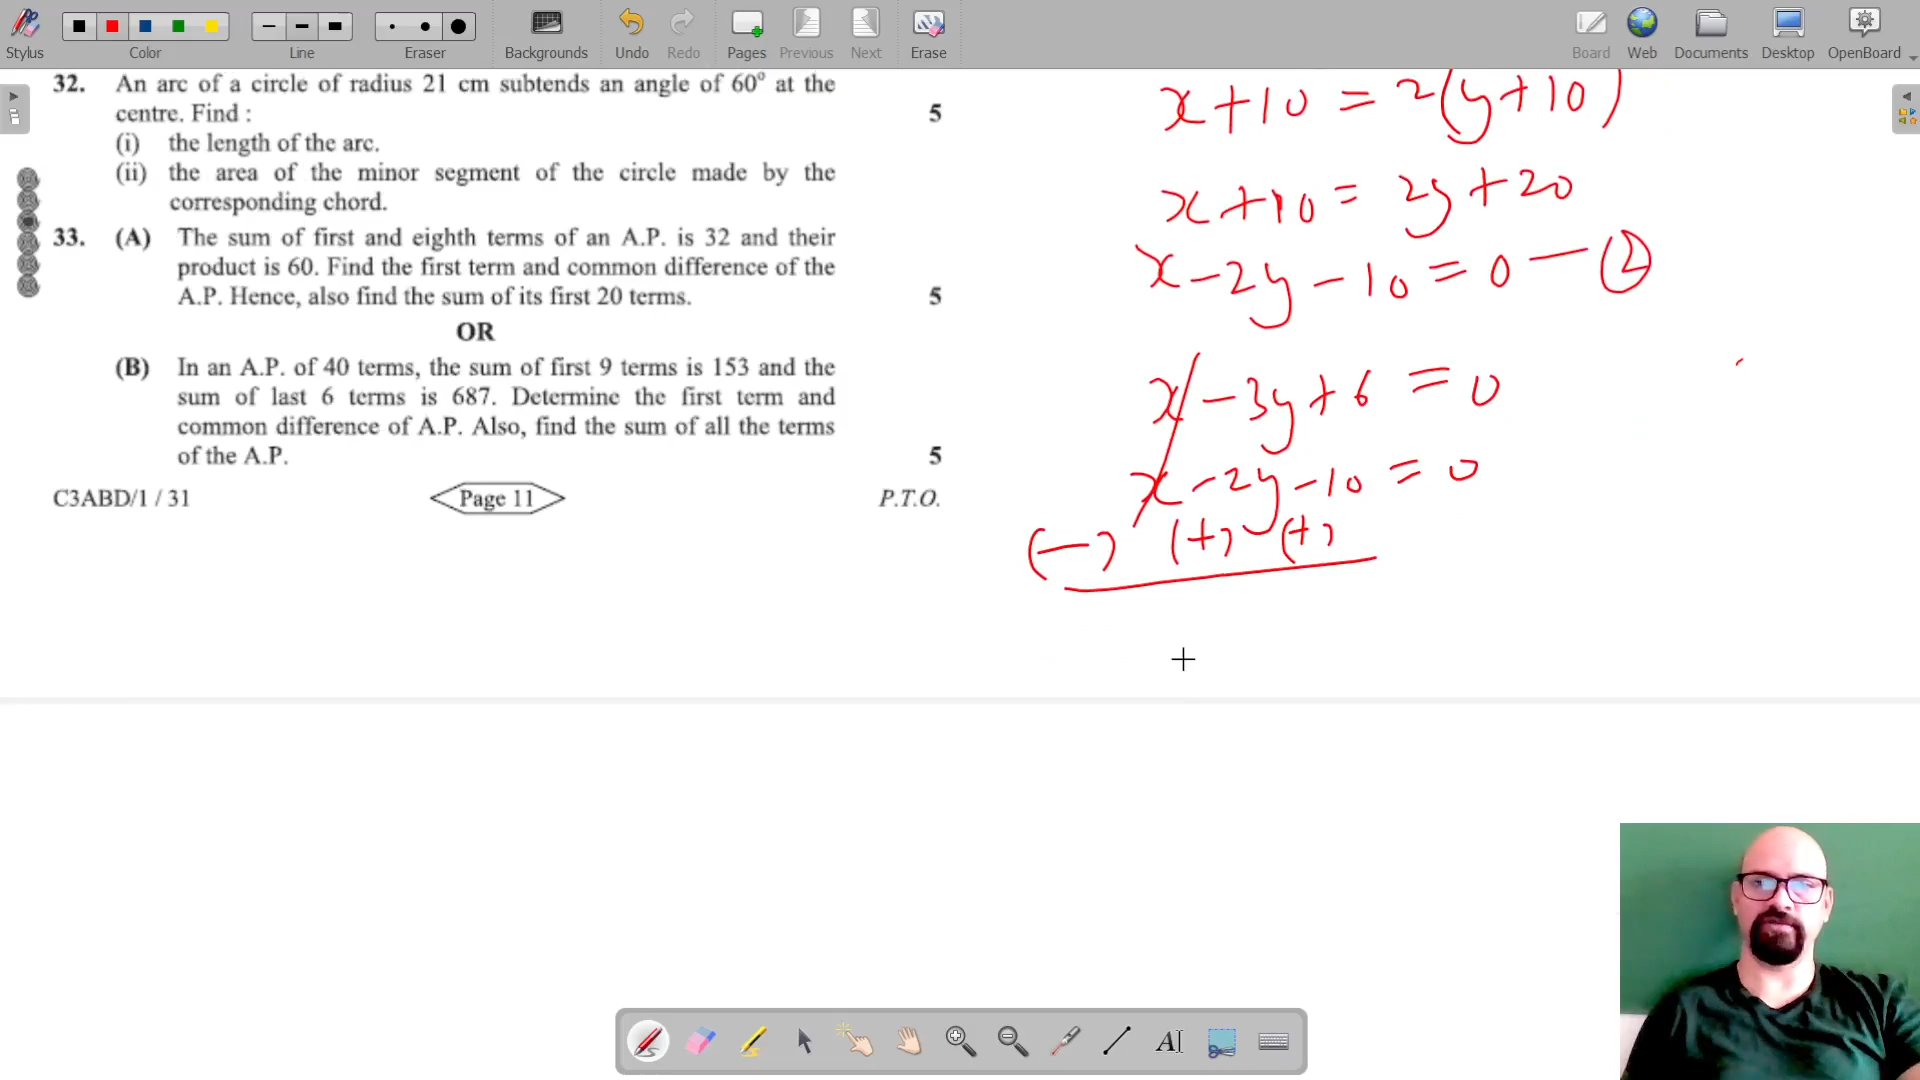 Stylus Color Line Eraser Backgrounds Undo Redo Pages Previous Next Erase Board Web Documents Desktop OpenBoard
32. An arc of a circle of radius 21 cm subtends an angle of 60° at the
centre. Find : 5
(i) the length of the arc.
(ii) the area of the minor segment of the circle made by the
corresponding chord.
33. (A) The sum of first and eighth terms of an A.P. is 32 and their
product is 60. Find the first term and common difference of the
A.P. Hence, also find the sum of its first 20 terms. 5
OR
(B) In an A.P. of 40 terms, the sum of first 9 terms is 153 and the
sum of last 6 terms is 687. Determine the first term and
common difference of A.P. Also, find the sum of all the terms
of the A.P. 5
C3ABD/1 / 31 Page 11 P.T.O.
x+10 = 2(y+10)
x+10 = 2y+20
x-2y-10=0 — (2)
x-3y+6 = 0
x-2y-10 = 0
(-) (+) (+)
AI